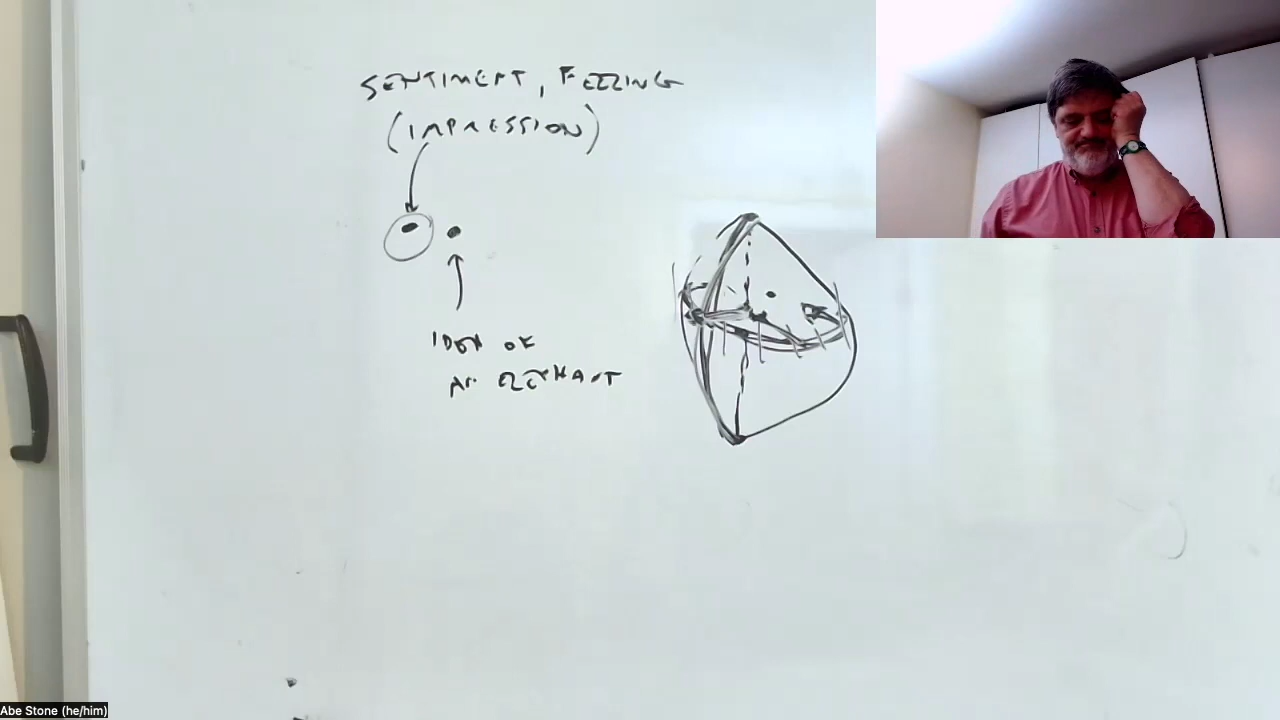 SENTIMENT, FEELING
(IMPRESSION)
IDEA OF
AN ELEPHANT
Abe Stone (he/him)